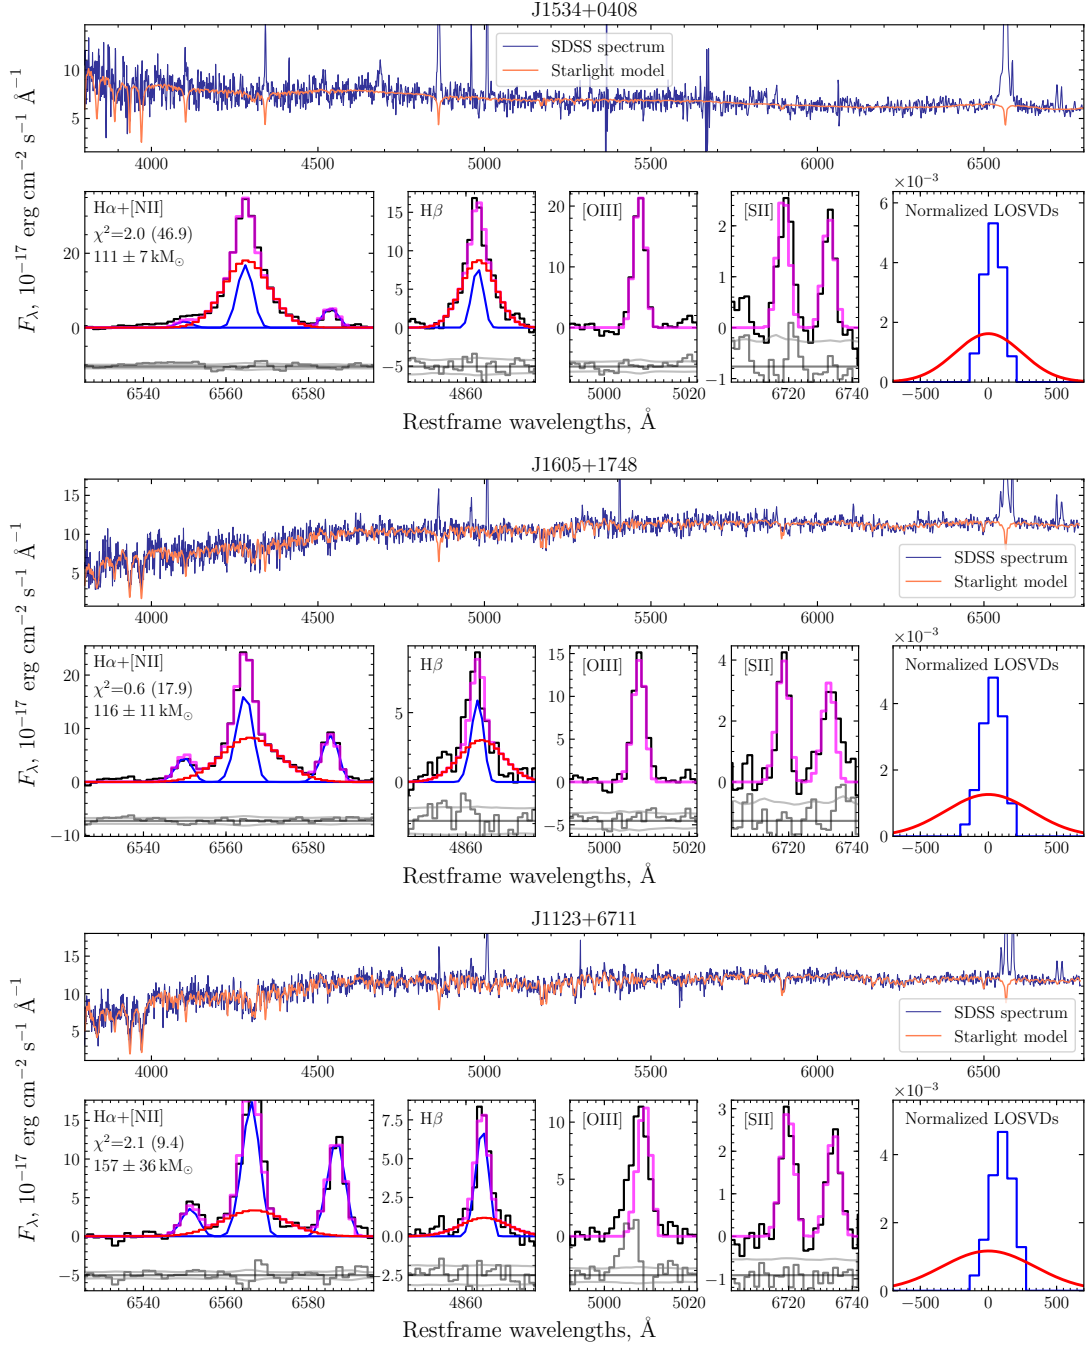 J1534+0408
SDSS spectrum
Starlight model
10
5
4000 4500 5000 5500 6000 6500
Hα+[NII]
χ²=2.0 (46.9)
111 ± 7 kM☉
20
0
6540 6560 6580
Hβ
15
10
5
0
−5
4860
[OIII]
20
10
0
5000 5020
[SII]
2
1
0
−1
6720 6740
×10⁻³
Normalized LOSVDs
6
4
2
0
−500 0 500
F_λ, 10⁻¹⁷ erg cm⁻² s⁻¹ Å⁻¹
Restframe wavelengths, Å
J1605+1748
SDSS spectrum
Starlight model
15
10
5
4000 4500 5000 5500 6000 6500
Hα+[NII]
χ²=0.6 (17.9)
116 ± 11 kM☉
20
10
0
−10
6540 6560 6580
Hβ
5
0
4860
[OIII]
15
10
5
0
−5
5000 5020
[SII]
4
2
0
6720 6740
×10⁻³
Normalized LOSVDs
4
2
0
−500 0 500
F_λ, 10⁻¹⁷ erg cm⁻² s⁻¹ Å⁻¹
Restframe wavelengths, Å
J1123+6711
SDSS spectrum
Starlight model
15
10
5
4000 4500 5000 5500 6000 6500
Hα+[NII]
χ²=2.1 (9.4)
157 ± 36 kM☉
15
10
5
0
−5
6540 6560 6580
Hβ
7.5
5.0
2.5
0.0
−2.5
4860
[OIII]
10
5
0
5000 5020
[SII]
3
2
1
0
−1
6720 6740
×10⁻³
Normalized LOSVDs
4
2
0
−500 0 500
F_λ, 10⁻¹⁷ erg cm⁻² s⁻¹ Å⁻¹
Restframe wavelengths, Å